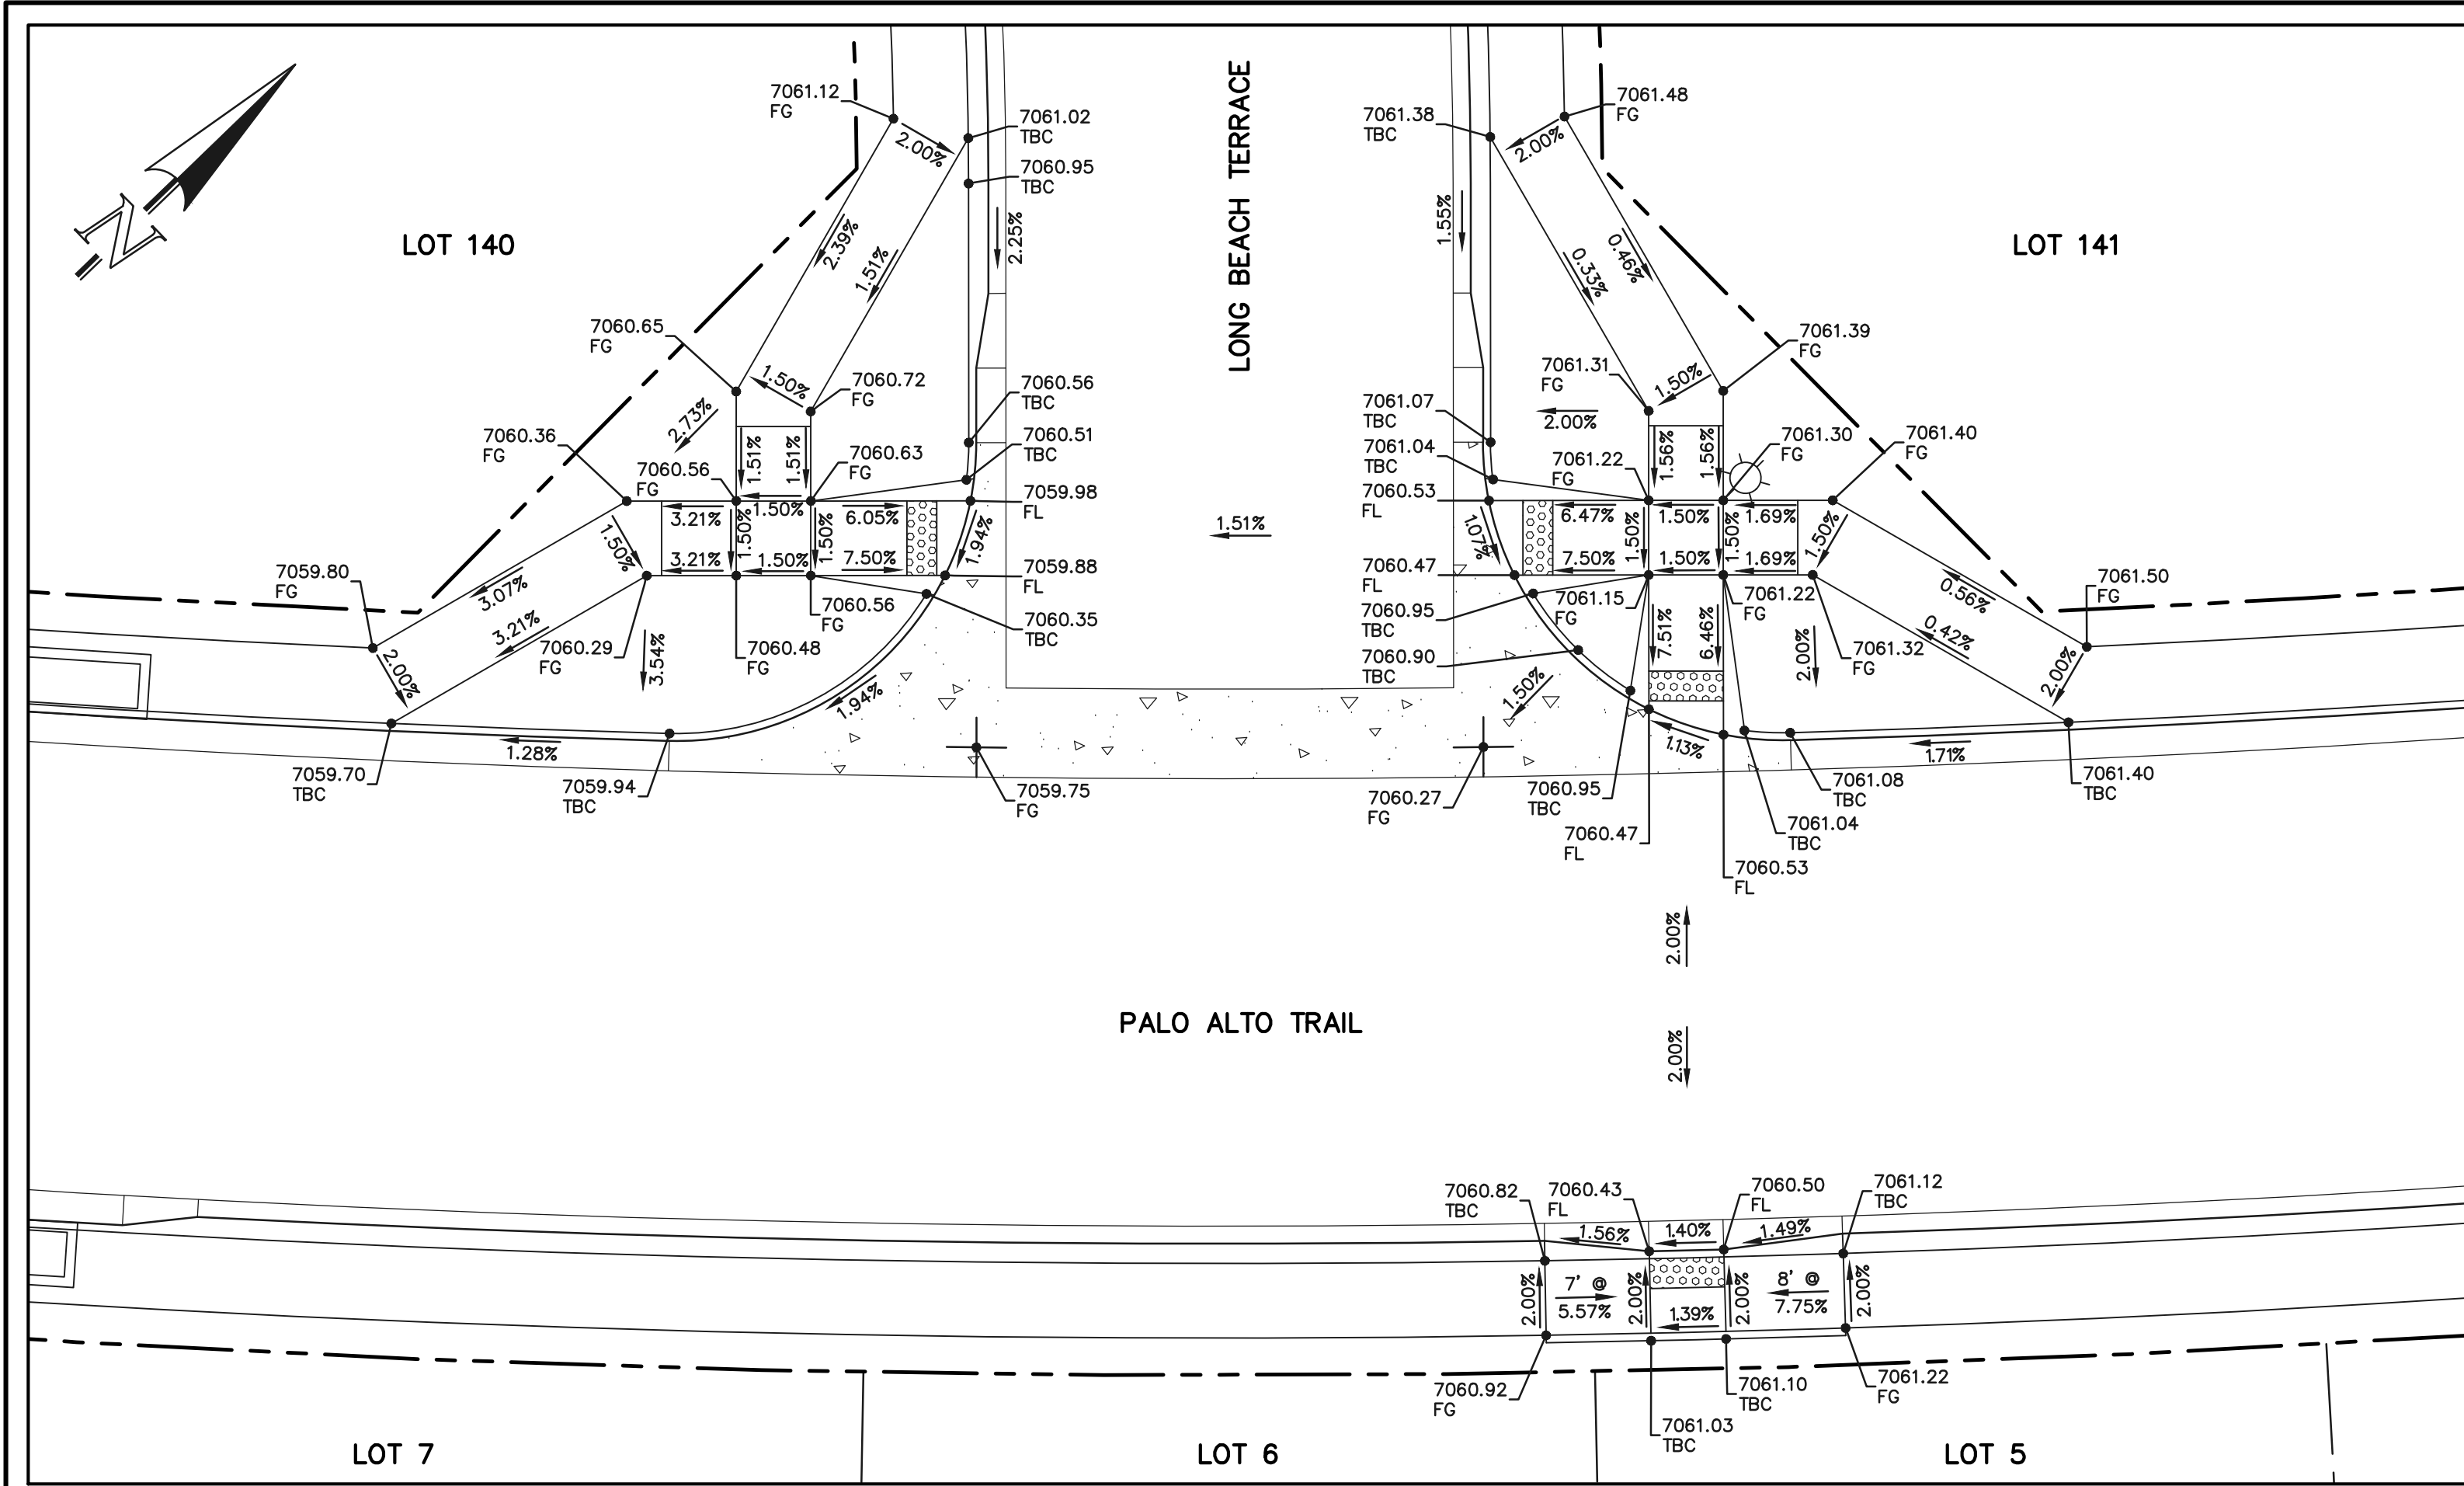 7061.12
FG
7061.02
TBC
7060.95
TBC
2.00%
2.25%
2.39%
1.51%
LOT 140
N
LONG BEACH TERRACE
7061.38
TBC
7061.48
FG
2.00%
1.55%
0.33%
0.46%
LOT 141
7060.65
FG
1.50%
7060.72
FG
7060.56
TBC
2.73%
7060.36
FG
7060.51
TBC
7060.56
FG
1.51%
1.51%
7060.63
FG
7059.98
FL
3.21%
1.50%
6.05%
1.50%
1.50%
1.50%
3.21%
1.50%
7.50%
1.94%
7059.88
FL
7059.80
FG
3.07%
3.21%
2.00%
7060.29
FG
3.54%
7060.48
FG
7060.56
FG
7060.35
TBC
1.94%
1.28%
7059.70
TBC
7059.94
TBC
7059.75
FG
1.51%
7061.31
FG
1.50%
7061.39
FG
7061.07
TBC
2.00%
7061.04
TBC
7061.22
FG
1.56%
1.56%
7061.30
FG
7061.40
FG
7060.53
FL
6.47%
1.50%
1.69%
1.07%
1.50%
1.50%
1.50%
7.50%
1.50%
1.69%
7060.47
FL
7060.95
TBC
7061.15
FG
7061.22
FG
0.56%
0.42%
7061.50
FG
7060.90
TBC
7.51%
6.46%
2.00%
7061.32
FG
2.00%
1.50%
1.13%
1.71%
7060.27
FG
7060.95
TBC
7061.08
TBC
7061.40
TBC
7061.04
TBC
7060.47
FL
7060.53
FL
2.00%
PALO ALTO TRAIL
2.00%
7060.82
TBC
7060.43
FL
7060.50
FL
7061.12
TBC
1.56%
1.40%
1.49%
2.00%
7' @
5.57%
2.00%
1.39%
2.00%
8' @
7.75%
2.00%
7060.92
FG
7061.03
TBC
7061.10
TBC
7061.22
FG
LOT 7
LOT 6
LOT 5